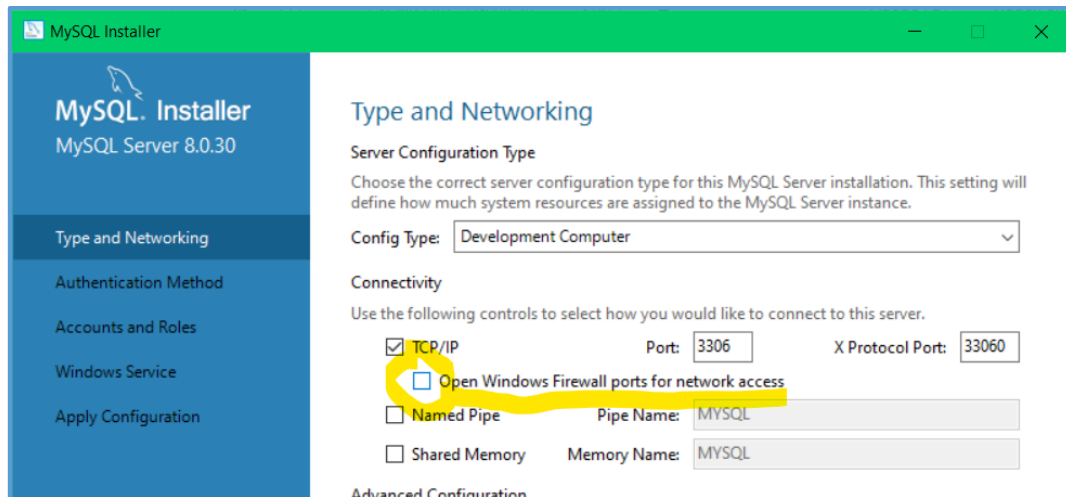 MySQL Installer
MySQL. Installer
MySQL Server 8.0.30
Type and Networking
Authentication Method
Accounts and Roles
Windows Service
Apply Configuration
Type and Networking
Server Configuration Type
Choose the correct server configuration type for this MySQL Server installation. This setting will
define how much system resources are assigned to the MySQL Server instance.
Config Type: Development Computer
Connectivity
Use the following controls to select how you would like to connect to this server.
TCP/IP Port: 3306 X Protocol Port: 33060
Open Windows Firewall ports for network access
Named Pipe Pipe Name: MYSQL
Shared Memory Memory Name: MYSQL
Advanced Configuration